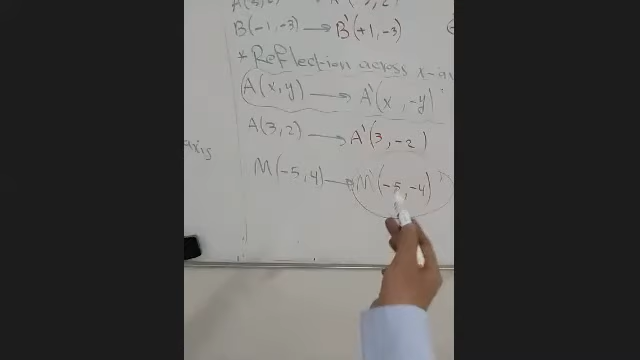 B(-1,-3) → B'(+1,-3)
* Reflection across x-
A(x,y) → A'(x,-y)
A(3,2) → A'(3,-2)
axis
M(-5,4) → M'(-5,-4)